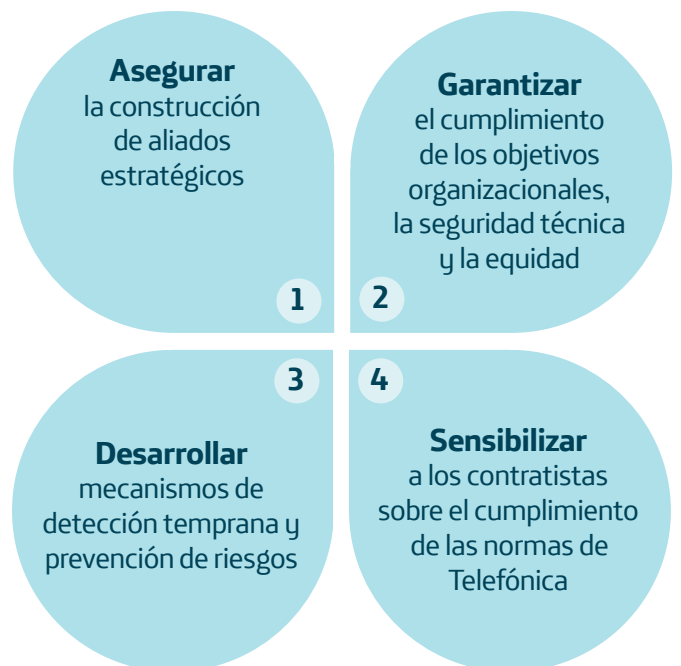 Asegurar
la construcción
de aliados
estratégicos
1
Garantizar
el cumplimiento
de los objetivos
organizacionales,
la seguridad técnica
y la equidad
2
3
Desarrollar
mecanismos de
detección temprana y
prevención de riesgos
4
Sensibilizar
a los contratistas
sobre el cumplimiento
de las normas de
Telefónica